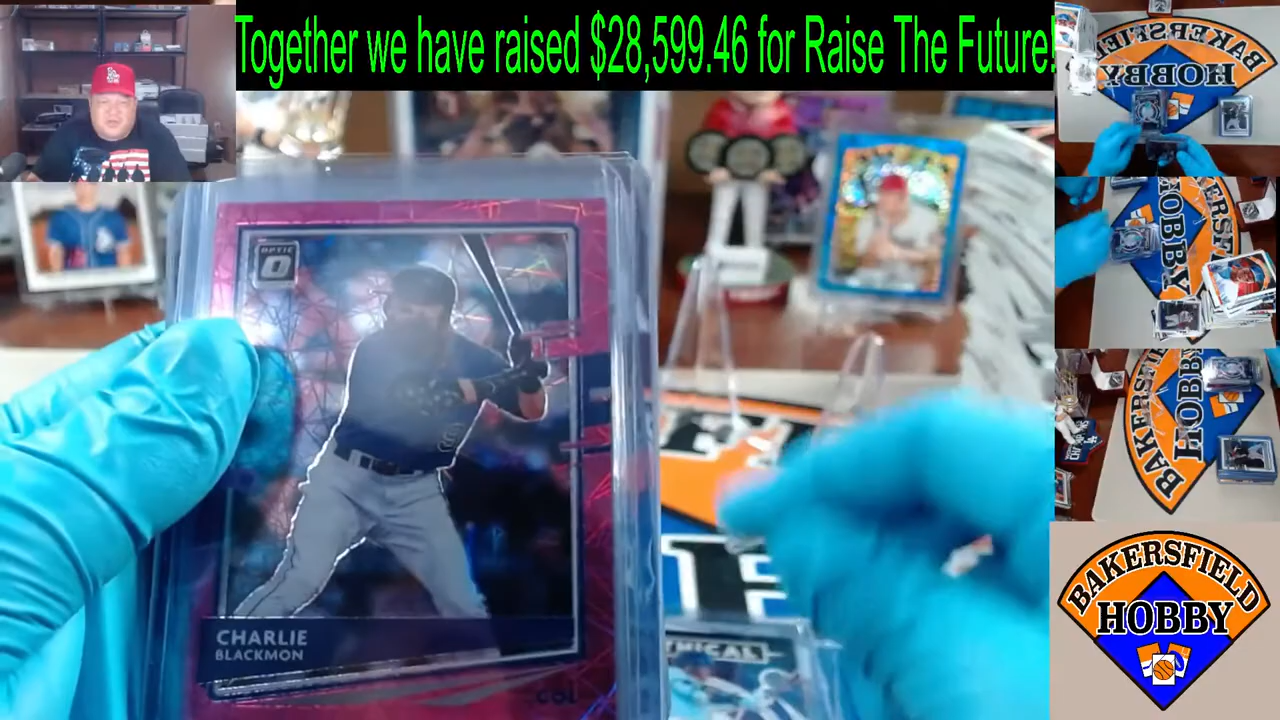 Together we have raised $28,599.46 for Raise The Future!
BAKERSFIELD
HOBBY
OPTIC
CHARLIE
BLACKMON
COL
BAKERSFIELD
HOBBY
HOBBY
BAKERSFIELD
HOBBY